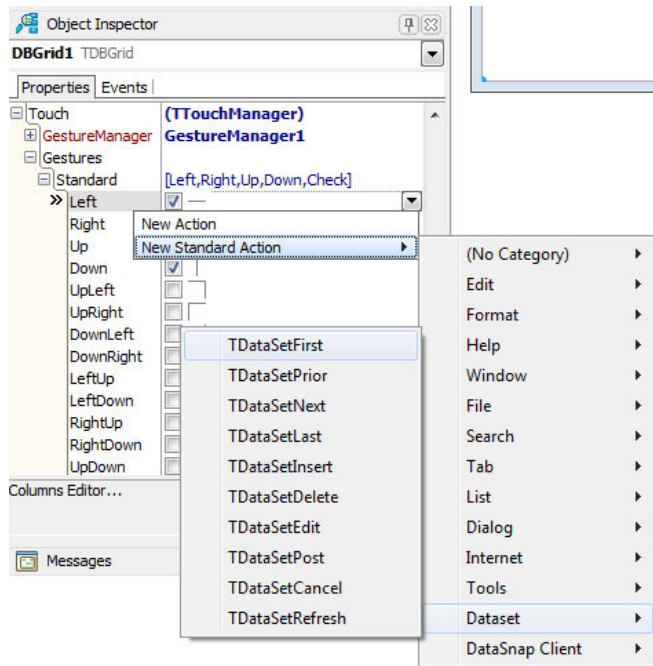 Object Inspector
DBGrid1 TDBGrid
Properties Events
Touch (TTouchManager)
GestureManager GestureManager1
Gestures
Standard [Left,Right,Up,Down,Check]
Left
Right
Up
Down
UpLeft
UpRight
DownLeft
DownRight
LeftUp
LeftDown
RightUp
RightDown
UpDown
Columns Editor...
Messages
New Action
New Standard Action
(No Category)
Edit
Format
Help
Window
File
Search
Tab
List
Dialog
Internet
Tools
Dataset
DataSnap Client
TDataSetFirst
TDataSetPrior
TDataSetNext
TDataSetLast
TDataSetInsert
TDataSetDelete
TDataSetEdit
TDataSetPost
TDataSetCancel
TDataSetRefresh